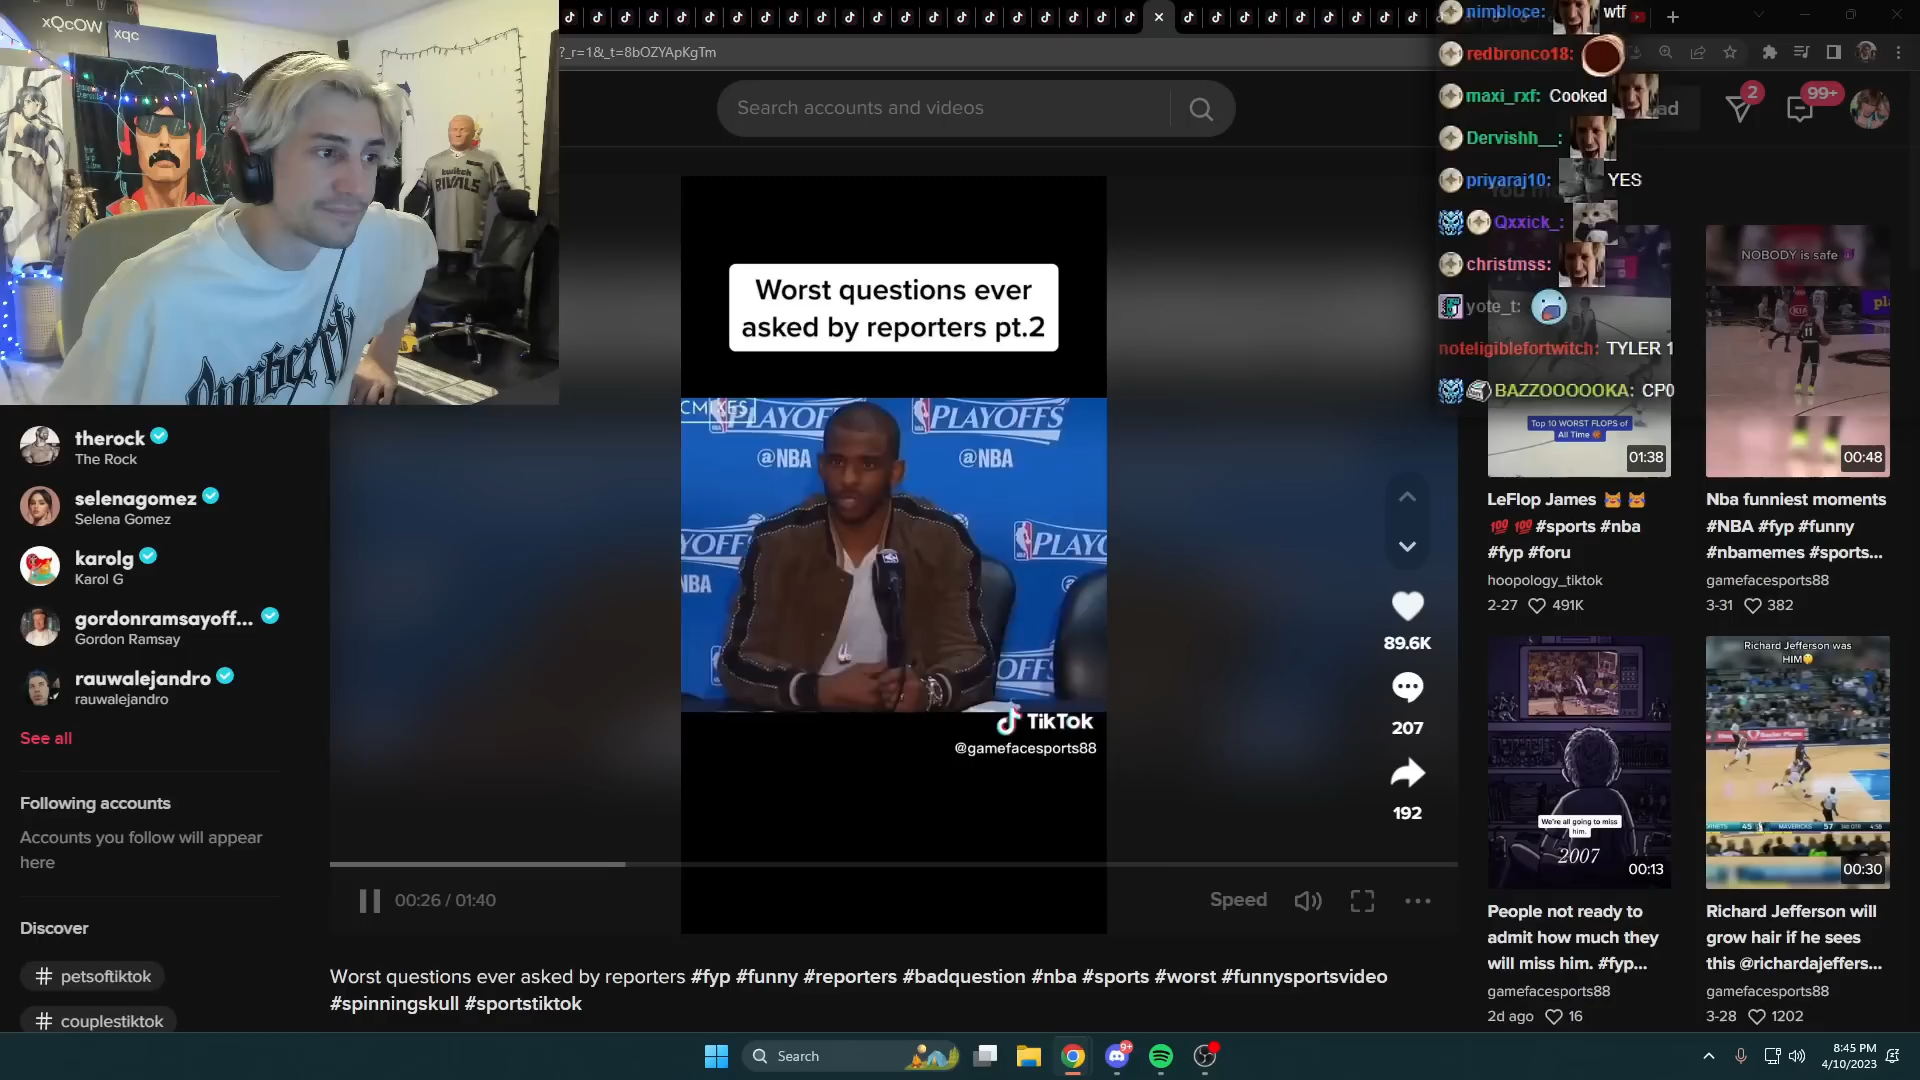 xQcOW
xqc
twitch
RIVALS
?_r=1&_t=8bOZYApKgTm
Search accounts and videos
2
99+
nimbloce: wtf
redbronco18:
maxi_rxf: Cooked
Dervishh__:
priyaraj10: YES
Qxxick_:
christmss:
yote_t:
noteligiblefortwitch: TYLER 1
BAZZOOOOOKA: CP0
Worst questions ever
asked by reporters pt.2
CMIXES
PLAYOFFS
@NBA
@NBA
TikTok
@gamefacesports88
therock
The Rock
selenagomez
Selena Gomez
karolg
Karol G
gordonramsayoff...
Gordon Ramsay
rauwalejandro
rauwalejandro
See all
Following accounts
Accounts you follow will appear
here
Discover
# petsoftiktok
# couplestiktok
89.6K
207
192
00:26 / 01:40
Speed
Worst questions ever asked by reporters #fyp #funny #reporters #badquestion #nba #sports #worst #funnysportsvideo
#spinningskull #sportstiktok
Top 10 WORST FLOPS of
All Time
01:38
LeFlop James
💯 💯 #sports #nba
#fyp #foru
hoopology_tiktok
2-27 491K
NOBODY is safe
00:48
Nba funniest moments
#NBA #fyp #funny
#nbamemes #sports...
gamefacesports88
3-31 382
We're all going to miss
him.
2007
00:13
People not ready to
admit how much they
will miss him. #fyp...
gamefacesports88
2d ago 16
Richard Jefferson was
HIM
45 MAVERICKS 57
00:30
Richard Jefferson will
grow hair if he sees
this @richardajeffers...
gamefacesports88
3-28 1202
Search
9+
8:45 PM
4/10/2023